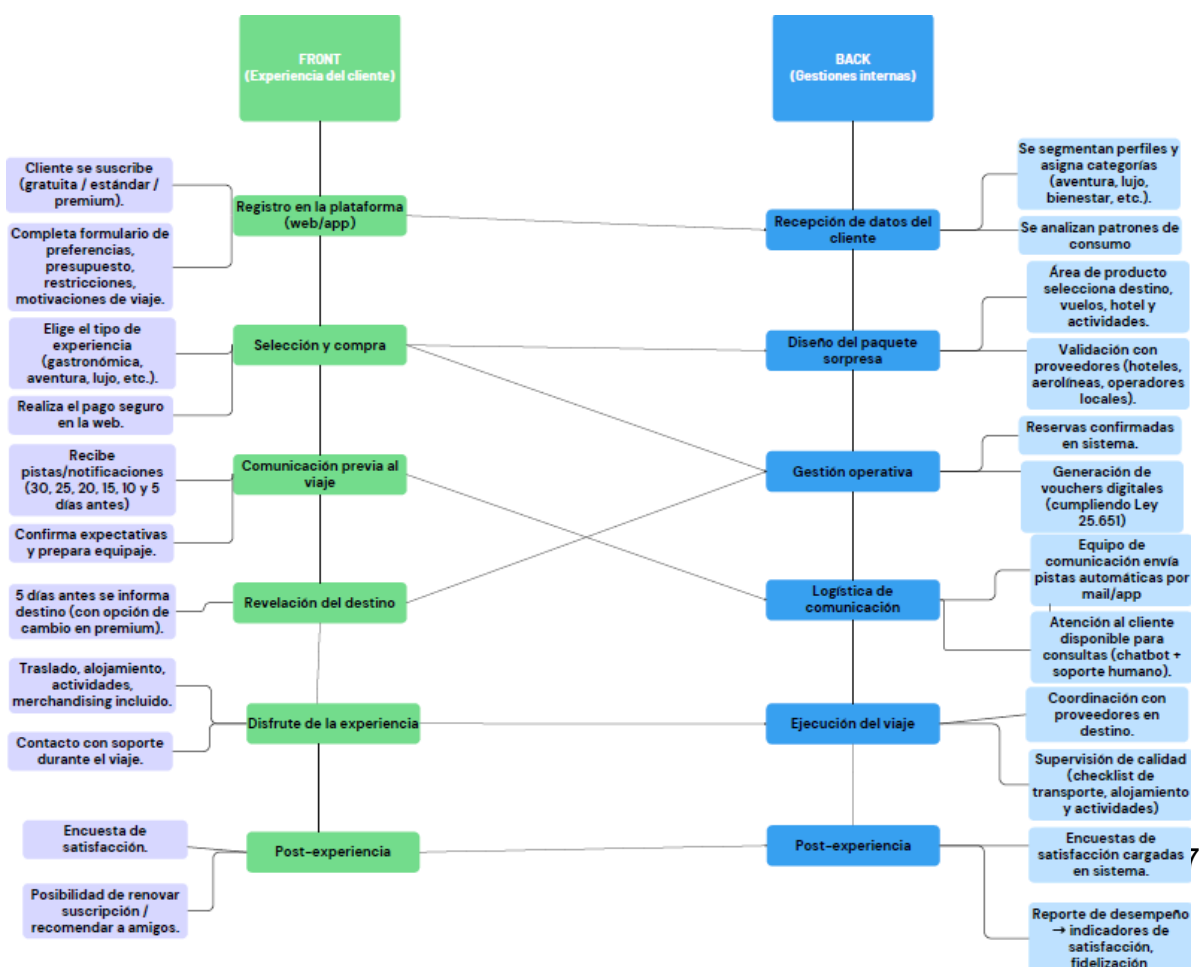 FRONT
(Experiencia del cliente)
BACK
(Gestiones internas)
Cliente se suscribe
(gratuita / estándar /
premium).
Completa formulario de
preferencias,
presupuesto,
restricciones,
motivaciones de viaje.
Registro en la plataforma
(web/app)
Recepción de datos del
cliente
Se segmentan perfiles y
asigna categorías
(aventura, lujo,
bienestar, etc.).
Se analizan patrones de
consumo
Elige el tipo de
experiencia
(gastronómica,
aventura, lujo, etc.).
Realiza el pago seguro
en la web.
Selección y compra
Diseño del paquete
sorpresa
Área de producto
selecciona destino,
vuelos, hotel y
actividades.
Validación con
proveedores (hoteles,
aerolíneas, operadores
locales).
Recibe
pistas/notificaciones
(30, 25, 20, 15, 10 y 5
días antes)
Confirma expectativas
y prepara equipaje.
Comunicación previa al
viaje
Gestión operativa
Reservas confirmadas
en sistema.
Generación de
vouchers digitales
(cumpliendo Ley
25.651)
5 días antes se informa
destino (con opción de
cambio en premium).
Revelación del destino
Logística de
comunicación
Equipo de
comunicación envía
pistas automáticas por
mail/app
Atención al cliente
disponible para
consultas (chatbot +
soporte humano).
Traslado, alojamiento,
actividades,
merchandising incluido.
Contacto con soporte
durante el viaje.
Disfrute de la experiencia
Ejecución del viaje
Coordinación con
proveedores en
destino.
Supervisión de calidad
(checklist de
transporte, alojamiento
y actividades)
Encuesta de
satisfacción.
Posibilidad de renovar
suscripción /
recomendar a amigos.
Post-experiencia
Post-experiencia
Encuestas de
satisfacción cargadas
en sistema.
7
Reporte de desempeño
→ indicadores de
satisfacción,
fidelización